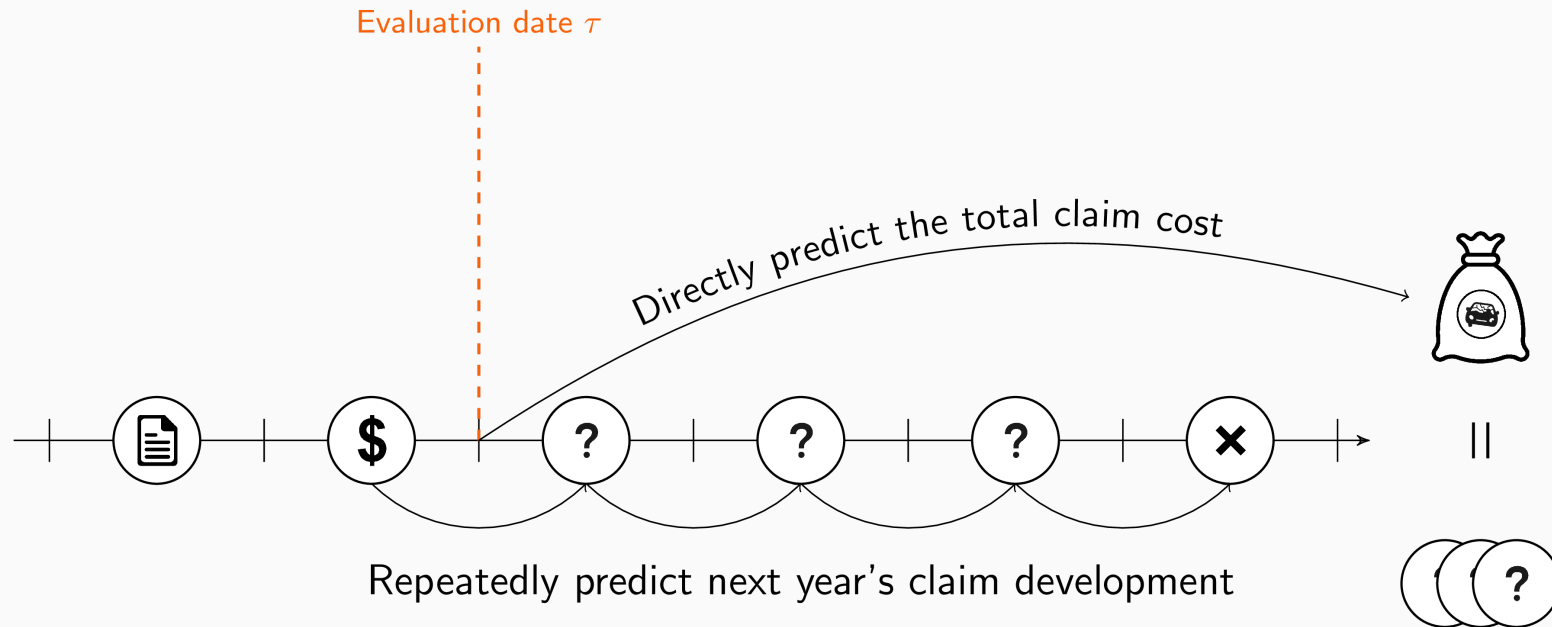 Evaluation date τ
Directly predict the total claim cost
$
?
?
?
Repeatedly predict next year's claim development
?